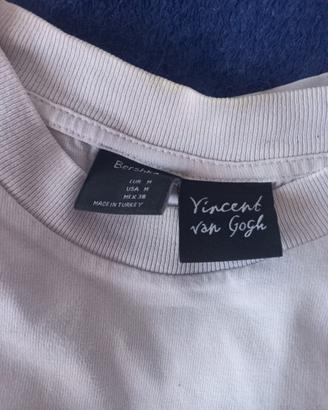 Bershka
EUR M
USA M
MEX 38
MADE IN TURKEY
Vincent
van Gogh